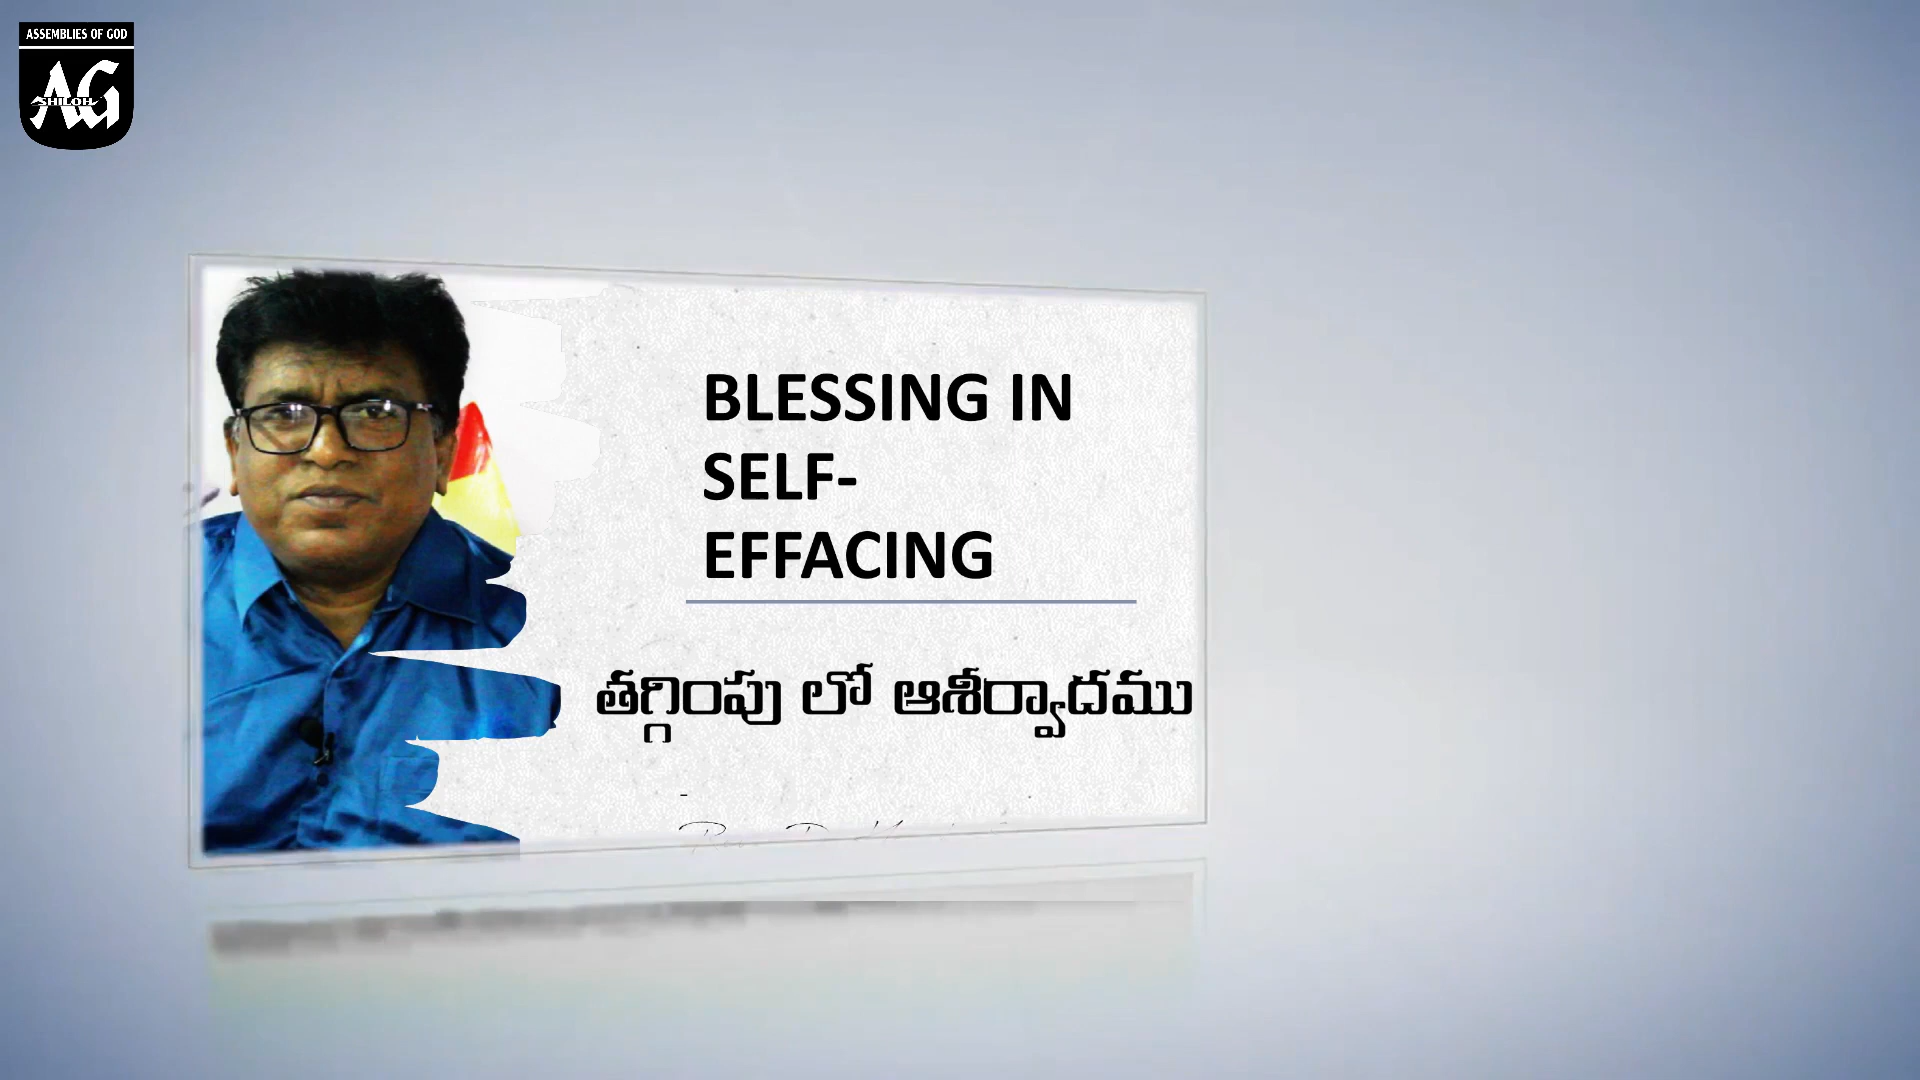 ASSEMBLIES OF GOD
AG
SHILOH
BLESSING IN
SELF-
EFFACING
తగ్గింపు లో ఆశీర్వాదము
-